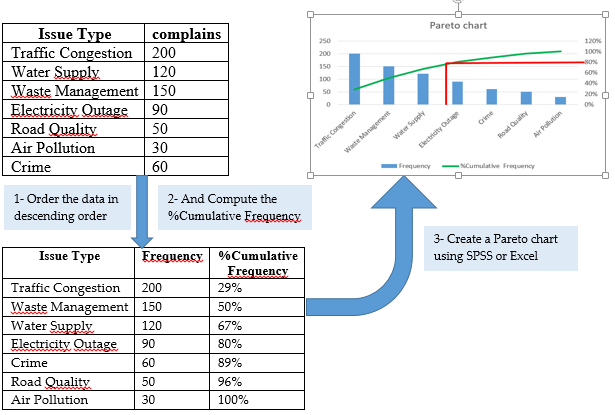 Issue Type complains
Traffic Congestion 200
Water Supply 120
Waste Management 150
Electricity Outage 90
Road Quality 50
Air Pollution 30
Crime 60
Pareto chart
250
200
150
100
50
0
120%
100%
80%
60%
40%
20%
0%
Traffic Congestion
Waste Management
Water Supply
Electricity Outage
Crime
Road Quality
Air Pollution
Frequency %Cumulative Frequency
1- Order the data in
descending order
2- And Compute the
%Cumulative Frequency
3- Create a Pareto chart
using SPSS or Excel
Issue Type Frequency %Cumulative
Frequency
Traffic Congestion 200 29%
Waste Management 150 50%
Water Supply 120 67%
Electricity Outage 90 80%
Crime 60 89%
Road Quality 50 96%
Air Pollution 30 100%